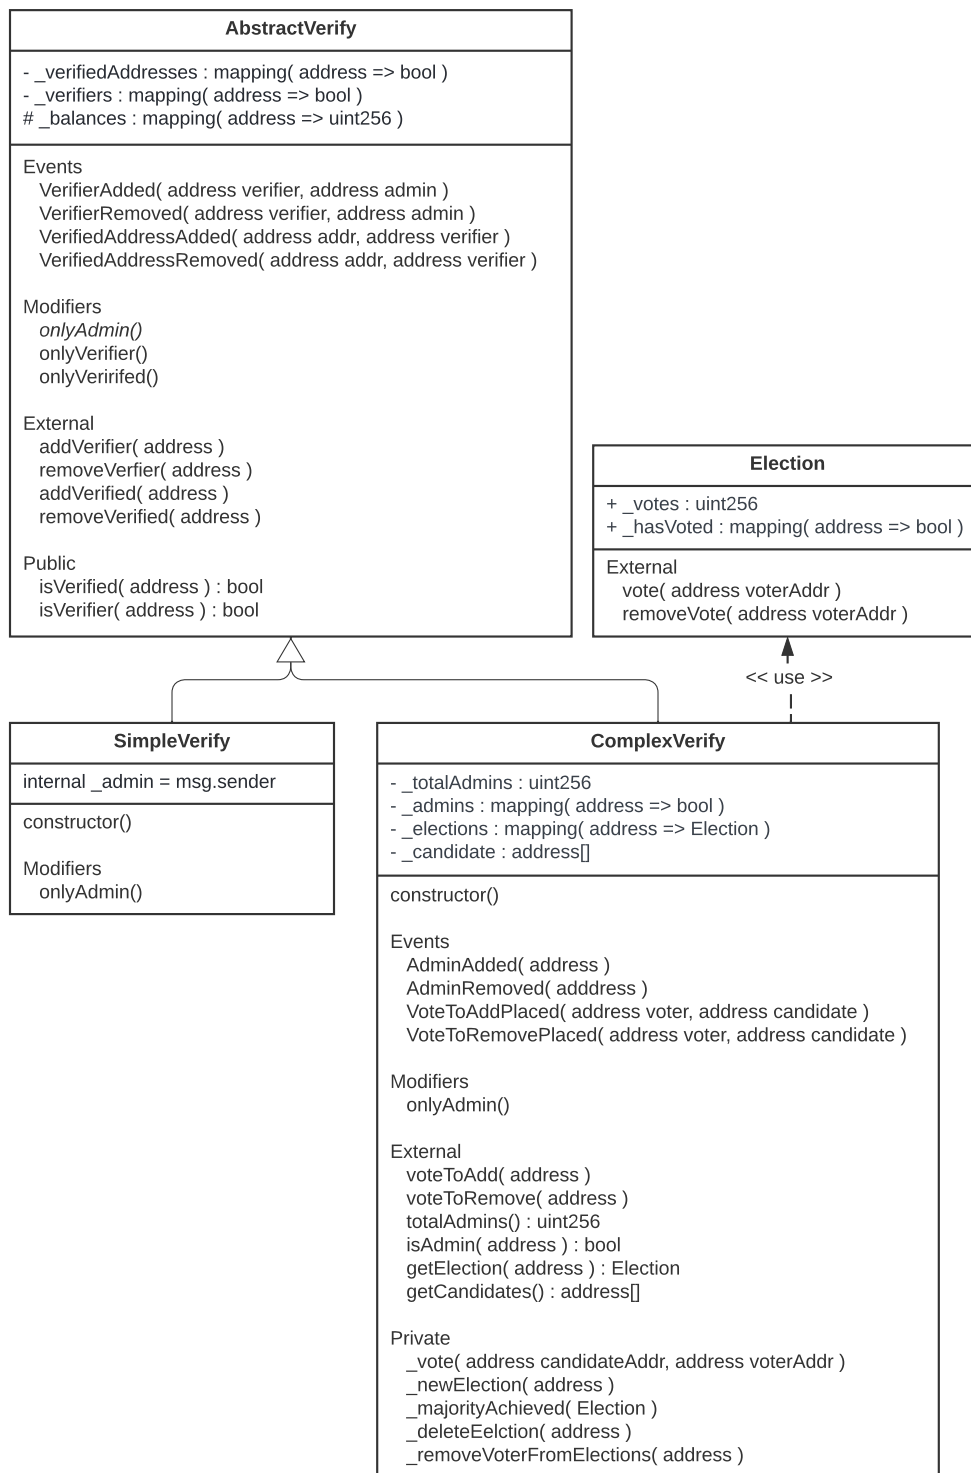 AbstractVerify
- _verifiedAddresses : mapping( address => bool )
- _verifiers : mapping( address => bool )
# _balances : mapping( address => uint256 )
Events
VerifierAdded( address verifier, address admin )
VerifierRemoved( address verifier, address admin )
VerifiedAddressAdded( address addr, address verifier )
VerifiedAddressRemoved( address addr, address verifier )
Modifiers
onlyAdmin()
onlyVerifier()
onlyVeririfed()
External
addVerifier( address )
removeVerfier( address )
addVerified( address )
removeVerified( address )
Public
isVerified( address ) : bool
isVerifier( address ) : bool
Election
+ _votes : uint256
+ _hasVoted : mapping( address => bool )
External
vote( address voterAddr )
removeVote( address voterAddr )
<< use >>
SimpleVerify
internal _admin = msg.sender
constructor()
Modifiers
onlyAdmin()
ComplexVerify
- _totalAdmins : uint256
- _admins : mapping( address => bool )
- _elections : mapping( address => Election )
- _candidate : address[]
constructor()
Events
AdminAdded( address )
AdminRemoved( adddress )
VoteToAddPlaced( address voter, address candidate )
VoteToRemovePlaced( address voter, address candidate )
Modifiers
onlyAdmin()
External
voteToAdd( address )
voteToRemove( address )
totalAdmins() : uint256
isAdmin( address ) : bool
getElection( address ) : Election
getCandidates() : address[]
Private
_vote( address candidateAddr, address voterAddr )
_newElection( address )
_majorityAchieved( Election )
_deleteEelction( address )
_removeVoterFromElections( address )